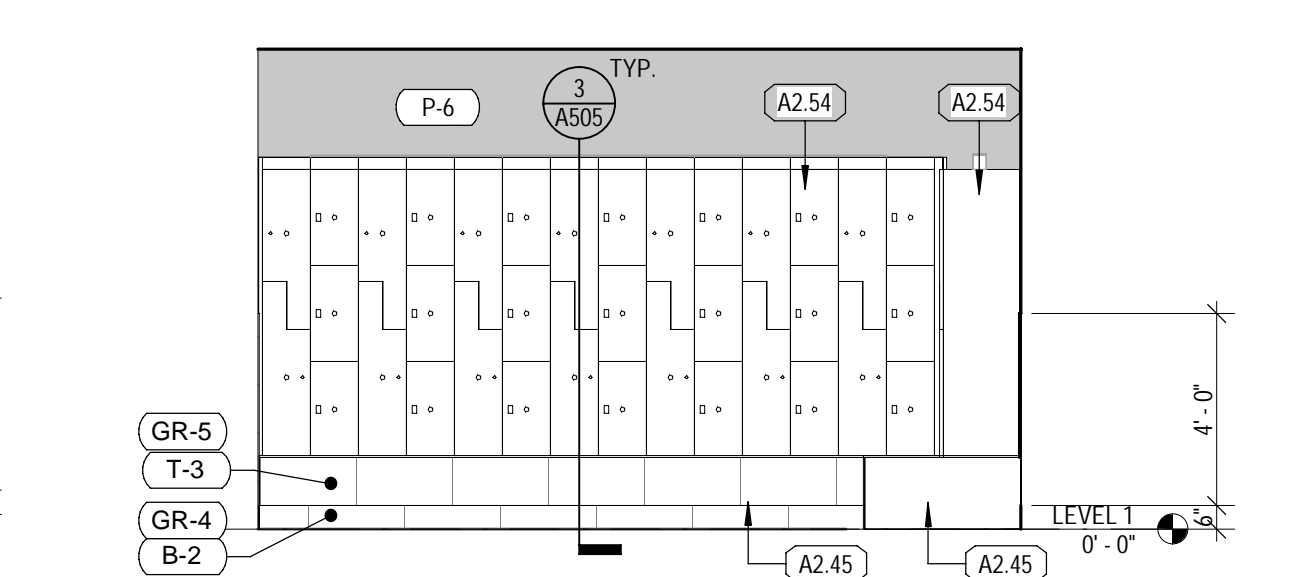 TYP.
P-6
3
A505
A2.54
A2.54
GR-5
T-3
GR-4
B-2
A2.45
A2.45
4' - 0"
6"
LEVEL 1
0' - 0"